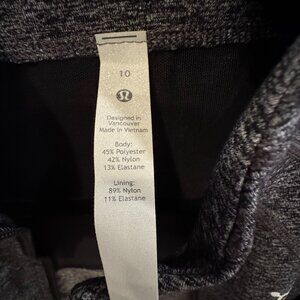 10
Designed in
Vancouver
Made in Vietnam
Body:
45% Polyester
42% Nylon
13% Elastane
Lining:
89% Nylon
11% Elastane